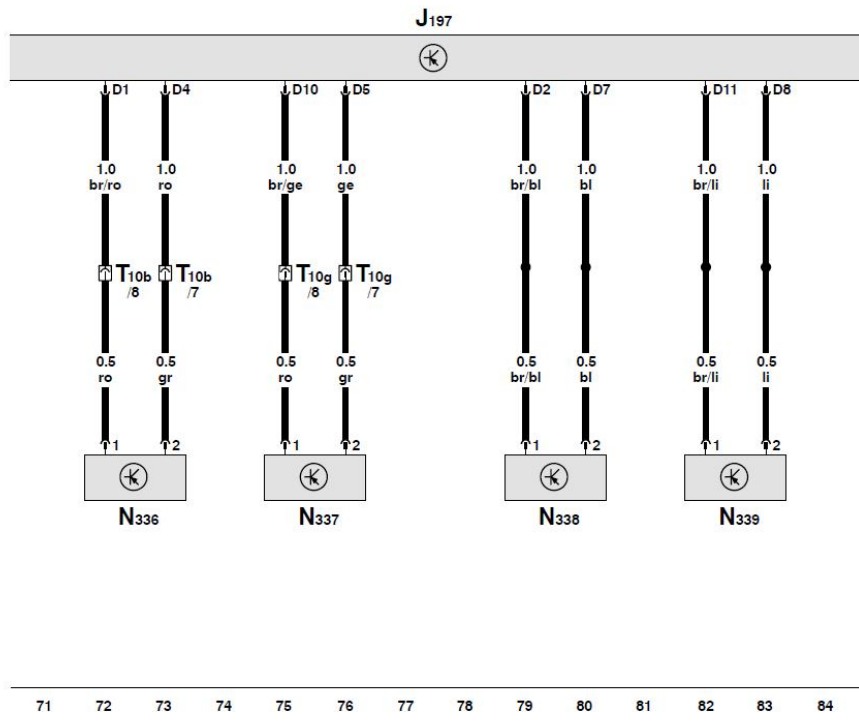 J197
D1 D4 D10 D5 D2 D7 D11 D8
1.0 1.0 1.0 1.0 1.0 1.0 1.0 1.0
br/ro ro br/ge ge br/bl bl br/li li
T10b T10b T10g T10g
/8 /7 /8 /7
0.5 0.5 0.5 0.5 0.5 0.5 0.5 0.5
ro gr ro gr br/bl bl br/li li
1 2 1 2 1 2 1 2
N336 N337 N338 N339
71 72 73 74 75 76 77 78 79 80 81 82 83 84